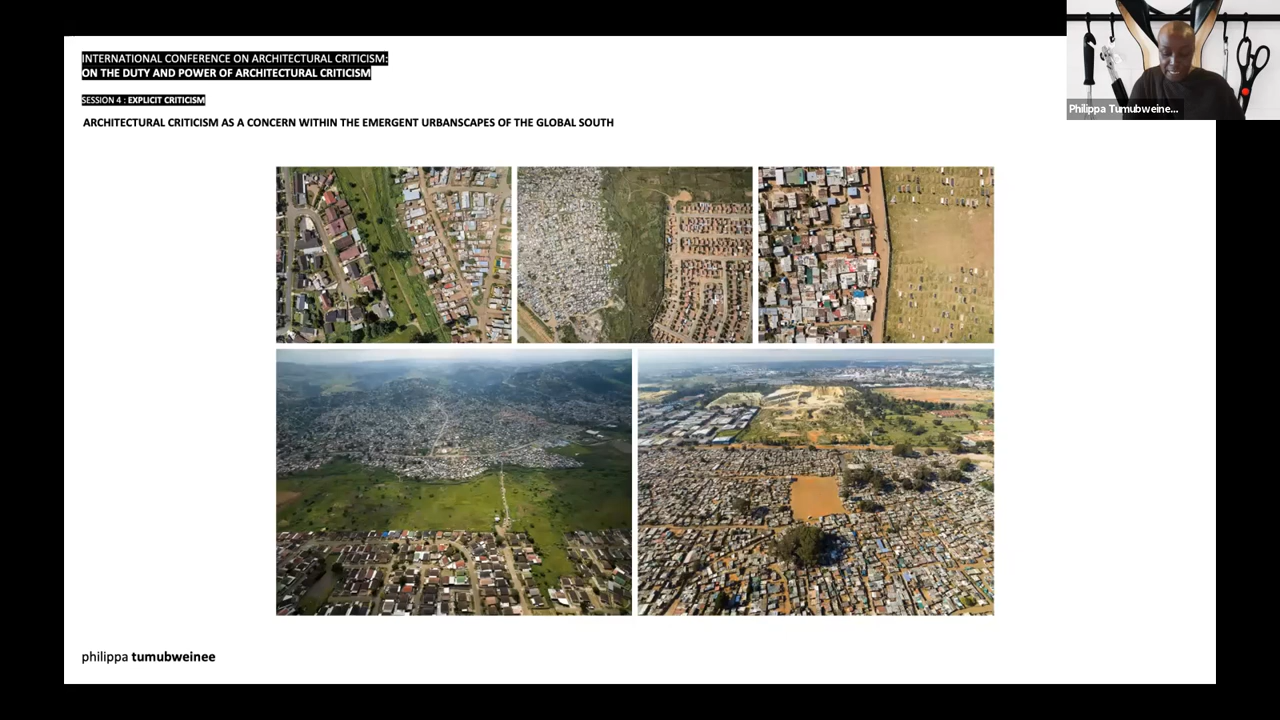 INTERNATIONAL CONFERENCE ON ARCHITECTURAL CRITICISM:
ON THE DUTY AND POWER OF ARCHITECTURAL CRITICISM
SESSION 4 : EXPLICIT CRITICISM
ARCHITECTURAL CRITICISM AS A CONCERN WITHIN THE EMERGENT URBANSCAPES OF THE GLOBAL SOUTH
Philippa Tumubweine...
philippa tumubweinee